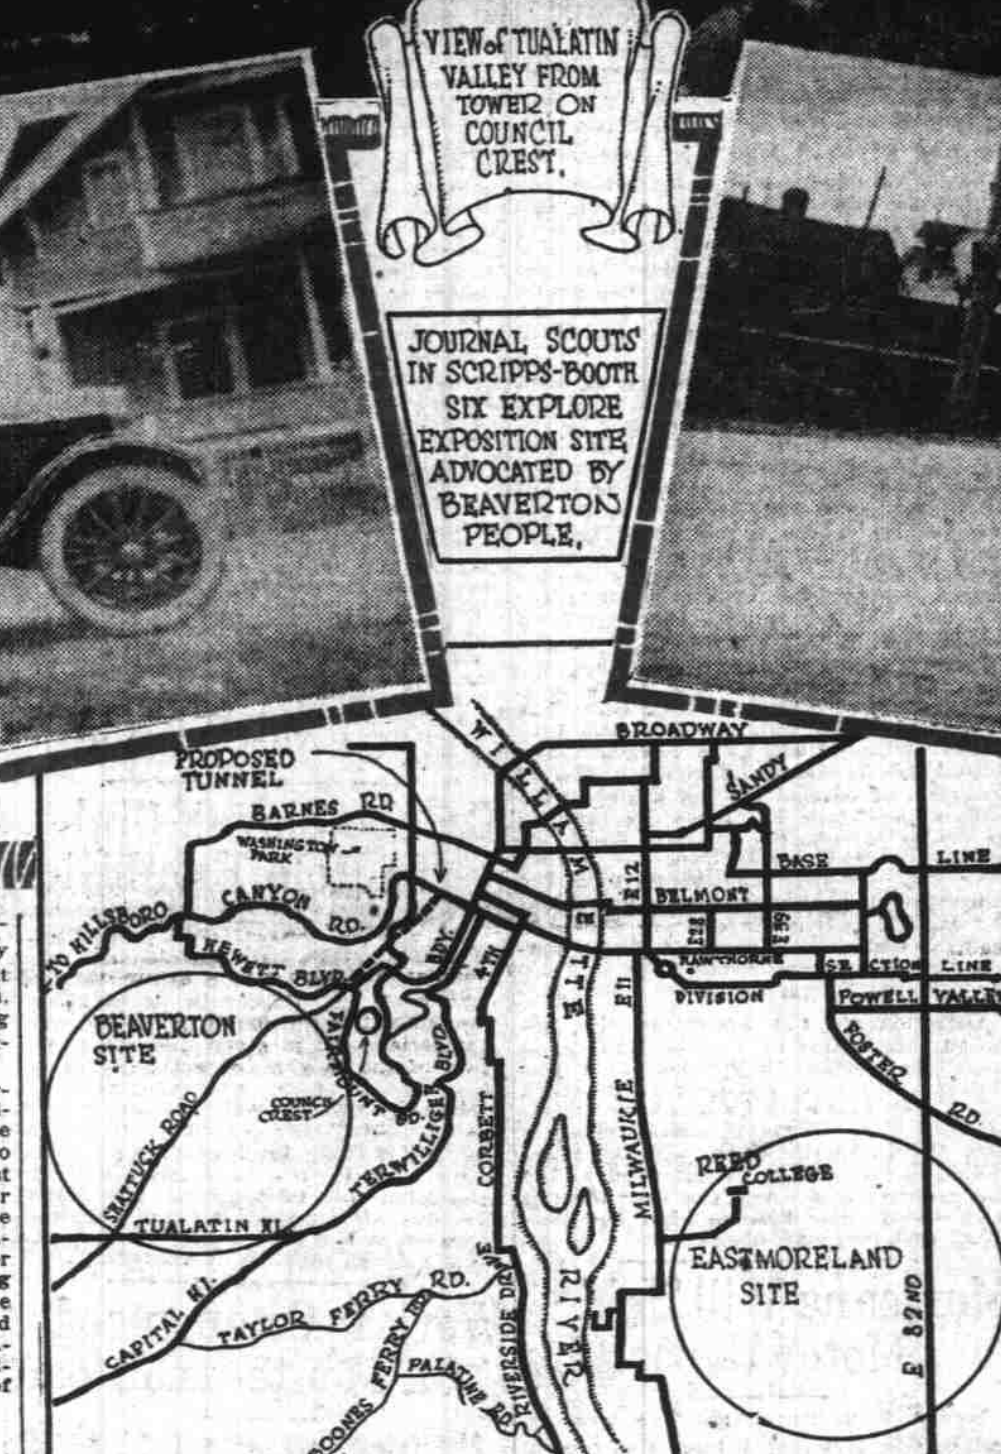 VIEW of TUALATIN
VALLEY FROM
TOWER ON
COUNCIL
CREST.
JOURNAL SCOUTS
IN SCRIPPS-BOOTH
SIX EXPLORE
EXPOSITION SITE
ADVOCATED BY
BEAVERTON
PEOPLE.
PROPOSED
TUNNEL
WILLAMETTE
RIVER
BROADWAY
SANDY
BARNES RD
WASHINGTON
PARK
CANYON
RD.
TO HILLSBORO
HEWETT BLVD.
BDY.
4TH
E 12
BELMONT
BASE LINE
E 28
E 39
HAWTHORNE
SECTION LINE
DIVISION
E 11
POWELL VALLEY
FOSTER
RD.
BEAVERTON
SITE
FAIRMOUNT
BD.
COUNCIL
CREST
TERWILLIGER BLVD.
CORBETT
MILWAUKIE
SHATTUCK ROAD
TUALATIN HI.
REED
COLLEGE
EASTMORELAND
SITE
E 82ND
CAPITAL HI.
TAYLOR FERRY RD.
RIVERSIDE DRIVE
BOONES FERRY RD.
PALATINE RD.